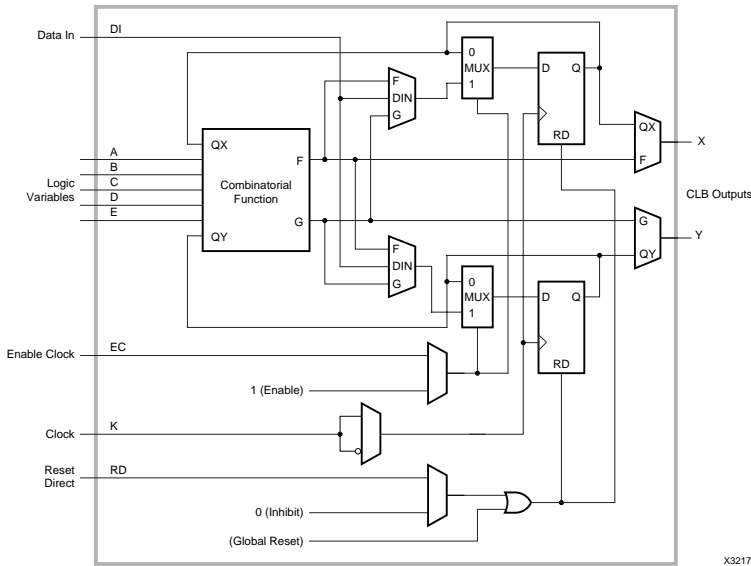 Data In
DI
0
MUX
1
D
Q
RD
F
DIN
G
QX
F
X
QX
A
B
C
D
E
Logic
Variables
QY
Combinatorial
Function
F
G
CLB Outputs
G
QY
Y
F
DIN
G
0
MUX
1
D
Q
RD
Enable Clock
EC
1 (Enable)
Clock
K
Reset
Direct
RD
0 (Inhibit)
(Global Reset)
X3217